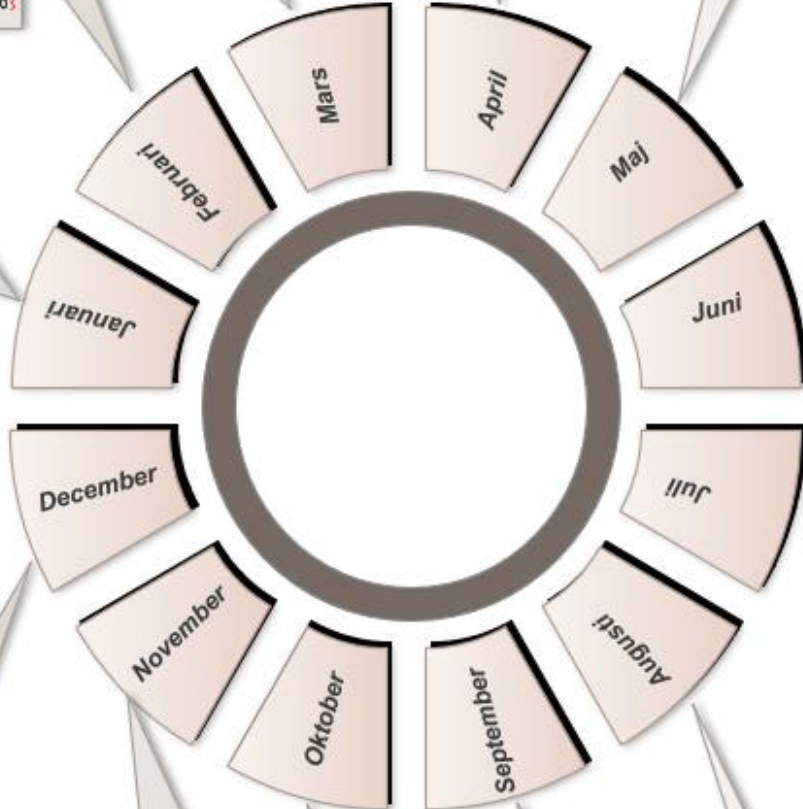 Januari
Februari
Mars
April
Maj
Juni
Juli
Augusti
September
Oktober
November
December